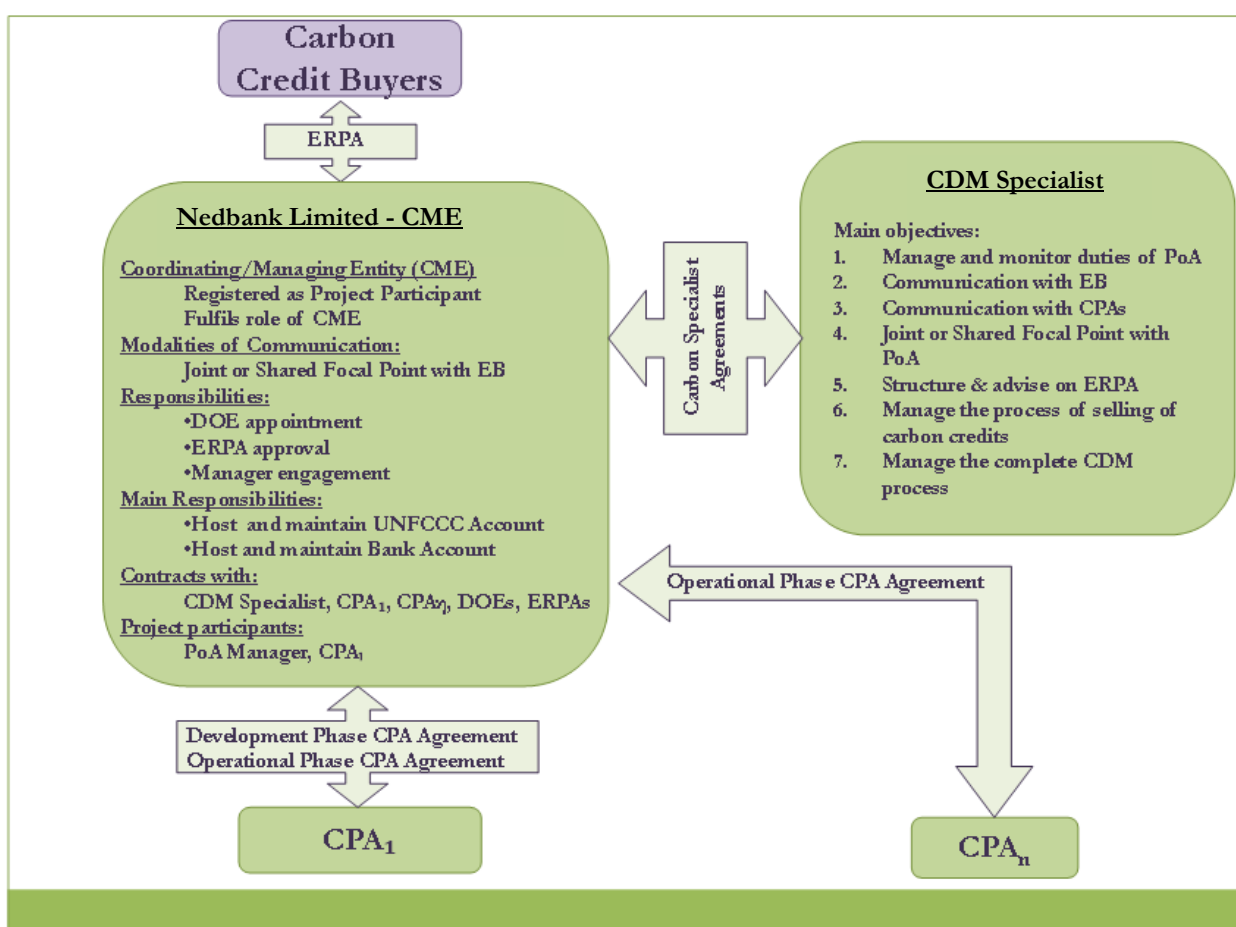 Carbon
Credit Buyers
ERPA
Nedbank Limited - CME
Coordinating/Managing Entity (CME)
Registered as Project Participant
Fulfils role of CME
Modalities of Communication:
Joint or Shared Focal Point with EB
Responsibilities:
•DOE appointment
•ERPA approval
•Manager engagement
Main Responsibilities:
•Host and maintain UNFCCC Account
•Host and maintain Bank Account
Contracts with:
CDM Specialist, CPA₁, CPAη, DOEs, ERPAs
Project participants:
PoA Manager, CPA₁
Carbon Specialist
Agreements
CDM Specialist
Main objectives:
1. Manage and monitor duties of PoA
2. Communication with EB
3. Communication with CPAs
4. Joint or Shared Focal Point with
PoA
5. Structure & advise on ERPA
6. Manage the process of selling of
carbon credits
7. Manage the complete CDM
process
Operational Phase CPA Agreement
Development Phase CPA Agreement
Operational Phase CPA Agreement
CPA₁
CPAₙ